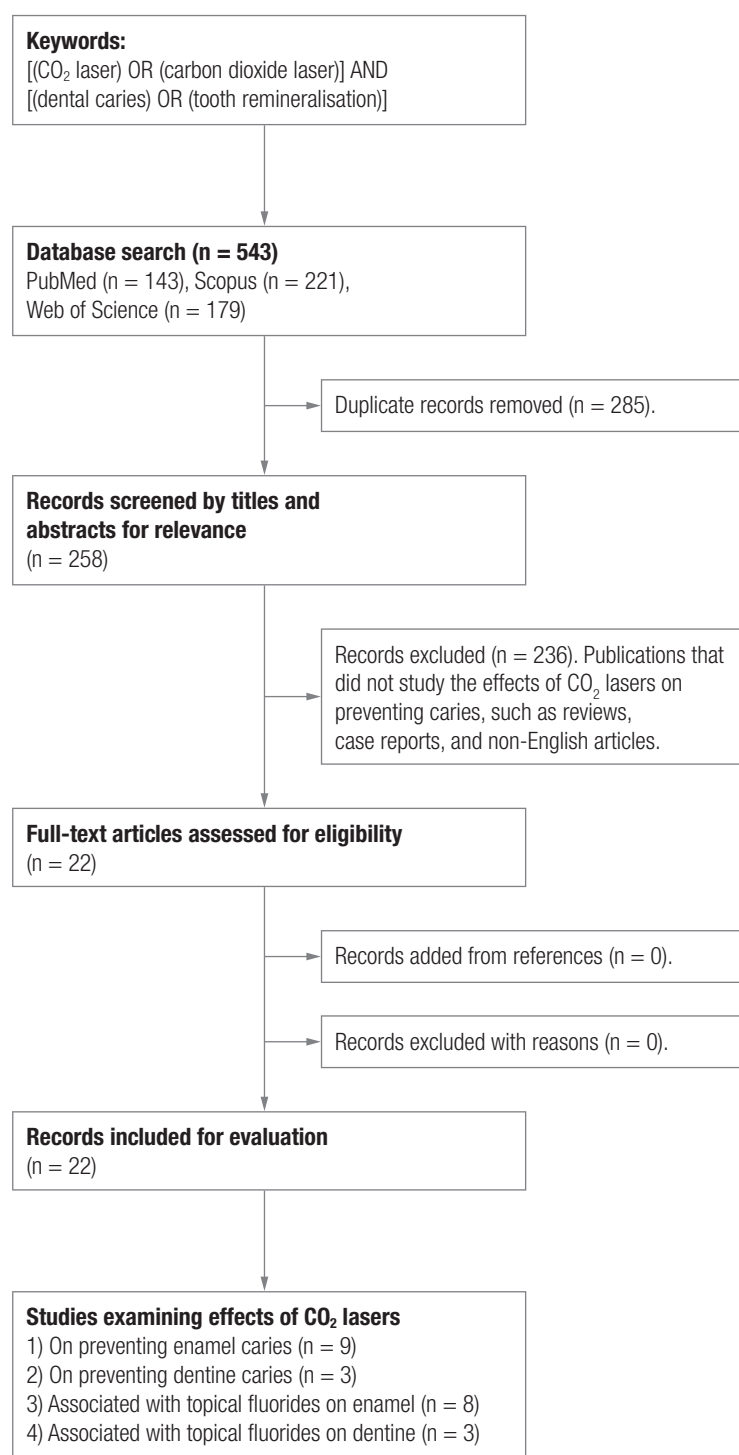 Keywords:
[(CO₂ laser) OR (carbon dioxide laser)] AND
[(dental caries) OR (tooth remineralisation)]
Database search (n = 543)
PubMed (n = 143), Scopus (n = 221),
Web of Science (n = 179)
Duplicate records removed (n = 285).
Records screened by titles and
abstracts for relevance
(n = 258)
Records excluded (n = 236). Publications that
did not study the effects of CO₂ lasers on
preventing caries, such as reviews,
case reports, and non-English articles.
Full-text articles assessed for eligibility
(n = 22)
Records added from references (n = 0).
Records excluded with reasons (n = 0).
Records included for evaluation
(n = 22)
Studies examining effects of CO₂ lasers
1) On preventing enamel caries (n = 9)
2) On preventing dentine caries (n = 3)
3) Associated with topical fluorides on enamel (n = 8)
4) Associated with topical fluorides on dentine (n = 3)